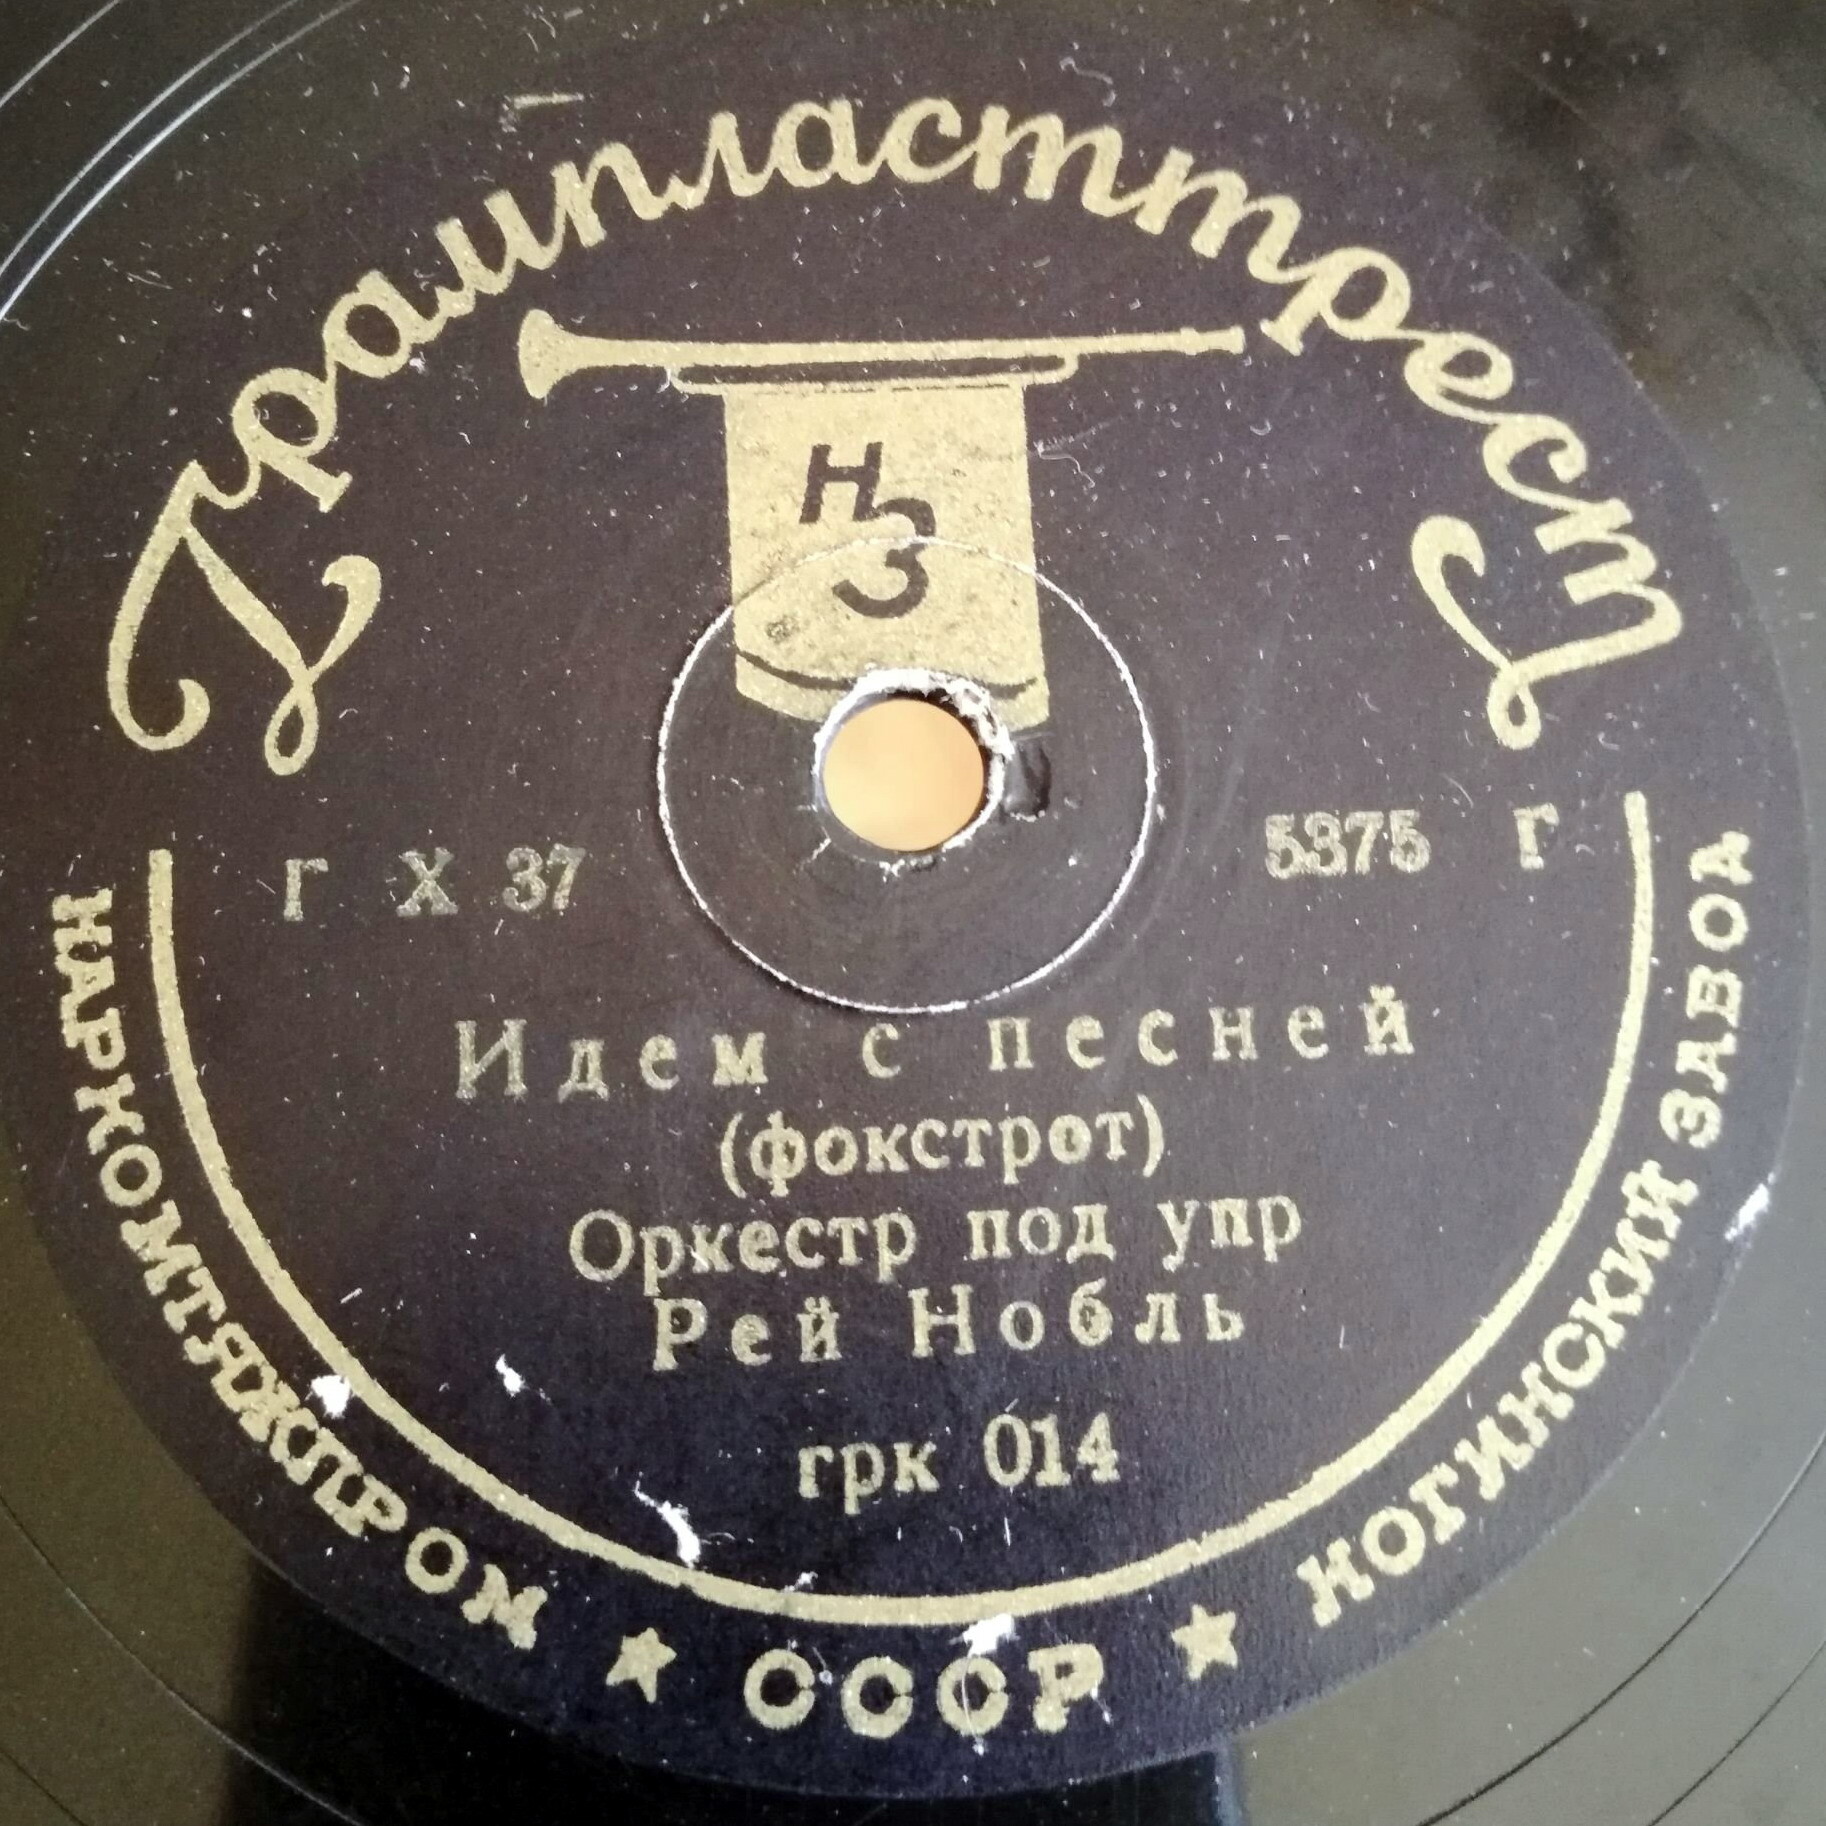 Грампластрест
НЗ
Г Х 37
5375 Г
Идем с песней
(фокстрот)
Оркестр под упр
Рей Нобль
грк 014
НАРКОМТЯЖПРОМ ★ СССР ★ НОГИНСКИЙ ЗАВОД